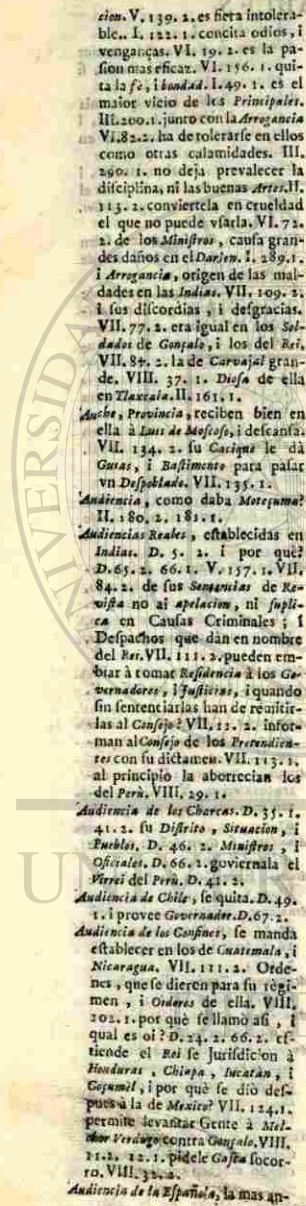 cion. V. 139. 2. es fiera intolera-
ble.. I. 122. 1. concita odios, i
venganças. VI. 19. 2. es la pa-
sion mas eficaz. VI. 156. 1. qui-
ta la fè, i bondad. I. 49. 1. es el
maior vicio de los Principales.
III. 200. 1. junto con la Arrogancia
VI. 82. 2. ha de tolerarse en ellos
como otras calamidades. III.
290. 1. no deja prevalecer la
disciplina, ni las buenas Artes. II.
113. 2. conviertela en crueldad
el que no puede vsarla. VI. 72.
2. de los Ministros, causa gran-
des daños en el Darien. I. 289. 1.
i Arrogancia, origen de las mal-
dades en las Indias. VII. 109. 2.
i sus discordias, i desgracias.
VII. 77. 2. era igual en los Sol-
dados de Gonçalo, i los del Rei.
VII. 84. 2. la de Carvajal gran-
de. VIII. 37. 1. Diosa de ella
en Tlaxcala. II. 161. 1.
Auche, Provincia, reciben bien en
ella à Luis de Moscoso, i descansa.
VII. 134. 2. su Cacique le dà
Guias, i Bastimento para pasar
vn Despoblado. VII. 135. 1.
Audiencia, como daba Moteçuma?
II. 180. 2. 181. 1.
Audiencias Reales, establecidas en
Indias. D. 5. 2. i por què?
D. 65. 2. 66. 1. V. 157. 1. VII.
84. 2. de sus Sentencias de Re-
vista no ai apelacion, ni supli-
ca en Causas Criminales; i
Despachos que dàn en nombre
del Rei. VII. 111. 2. pueden em-
biar à tomar Residencia à los Go-
vernadores, i Justicias, i quando
sin sentenciarlas han de remitir-
las al Consejo? VII. 11. 2. infor-
man al Consejo de los Pretendien-
tes con su dictamen. VII. 113. 1.
al principio la aborrecian los
del Perù. VIII. 29. 1.
Audiencia de los Charcas. D. 35. 1.
41. 2. su Distrito, Situacion, i
Pueblos. D. 46. 2. Ministros, i
Oficiales. D. 66. 2. goviernala el
Virrei del Perù. D. 41. 2.
Audiencia de Chile, se quita. D. 49.
1. i provee Governador. D. 67. 2.
Audiencia de los Confines, se manda
establecer en los de Guatemala, i
Nicaragua. VII. 111. 2. Orde-
nes, que se dieron para su règi-
men, i Oidores de ella. VIII.
202. 1. por què se llamò asi, i
qual es oi? D. 24. 2. 66. 2. es-
tiende el Rei se Jurisdicion à
Honduras, Chiapa, Iucatàn, i
Coçumèl, i por què se diò des-
pues à la de Mexico? VII. 124. 1.
permite levantar Gente à Mel-
chor Verdugo contra Gonçalo. VIII.
11. 2. 12. 1. pidele Gasca socor-
ro. VIII. 32. 2.
Audiencia de la Española, la mas an-